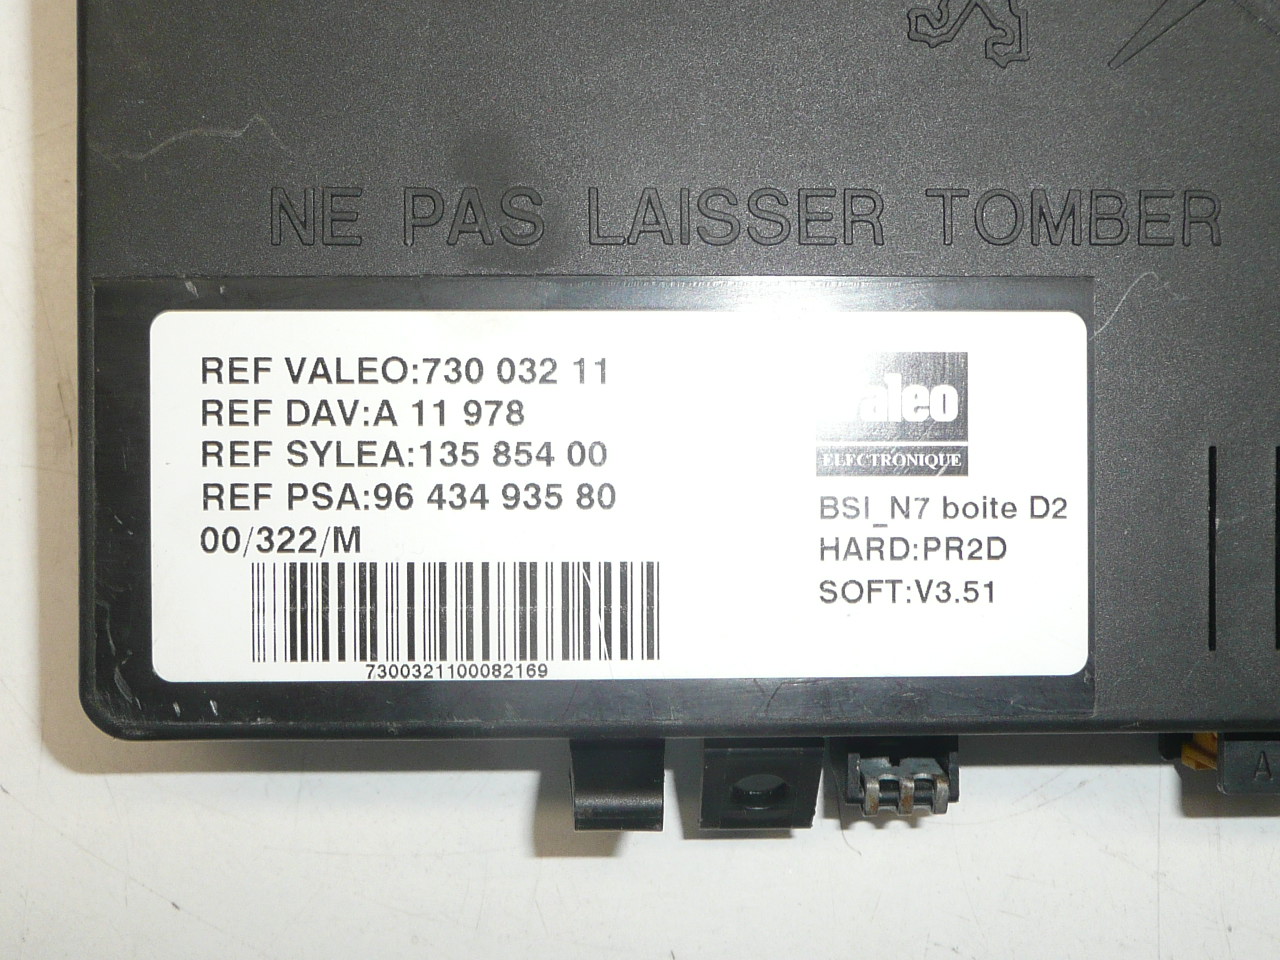 NE PAS LAISSER TOMBER
REF VALEO:730 032 11
REF DAV:A 11 978
REF SYLEA:135 854 00
REF PSA:96 434 935 80
00/322/M
7300321100082169
valeo
ELECTRONIQUE
BSI_N7 boite D2
HARD:PR2D
SOFT:V3.51
A